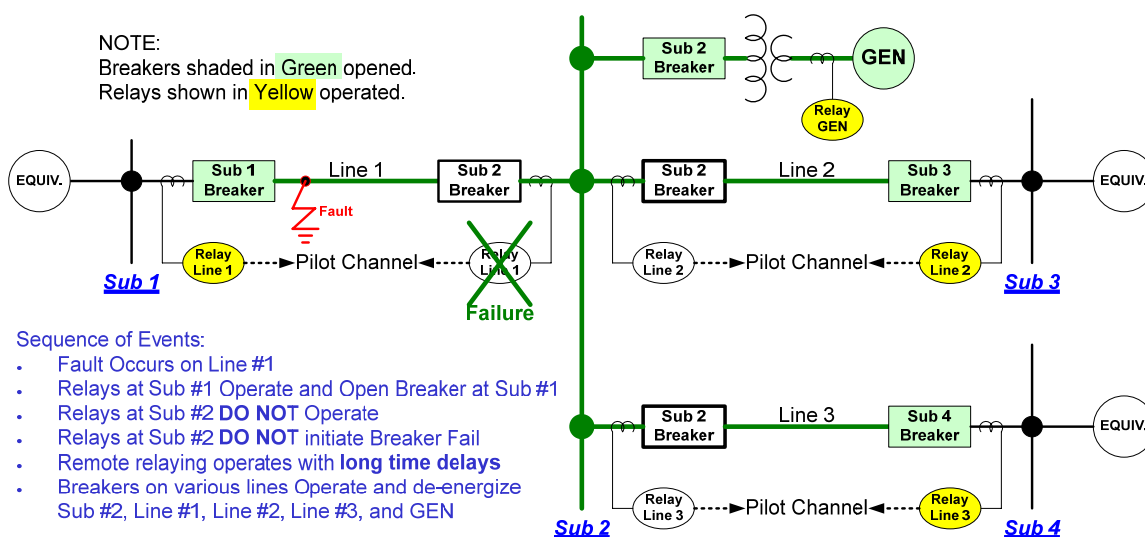 NOTE:
Breakers shaded in Green opened.
Relays shown in Yellow operated.
Sub 2
Breaker
GEN
Relay
GEN
EQUIV.
Sub 1
Breaker
Line 1
Sub 2
Breaker
Sub 2
Breaker
Line 2
Sub 3
Breaker
EQUIV.
Fault
Relay
Line 1
Pilot Channel
Relay
Line 1
Relay
Line 2
Pilot Channel
Relay
Line 2
Sub 1
Failure
Sub 3
Sequence of Events:
• Fault Occurs on Line #1
• Relays at Sub #1 Operate and Open Breaker at Sub #1
• Relays at Sub #2 DO NOT Operate
• Relays at Sub #2 DO NOT initiate Breaker Fail
• Remote relaying operates with long time delays
• Breakers on various lines Operate and de-energize
Sub #2, Line #1, Line #2, Line #3, and GEN
Sub 2
Breaker
Line 3
Sub 4
Breaker
EQUIV.
Relay
Line 3
Pilot Channel
Relay
Line 3
Sub 2
Sub 4